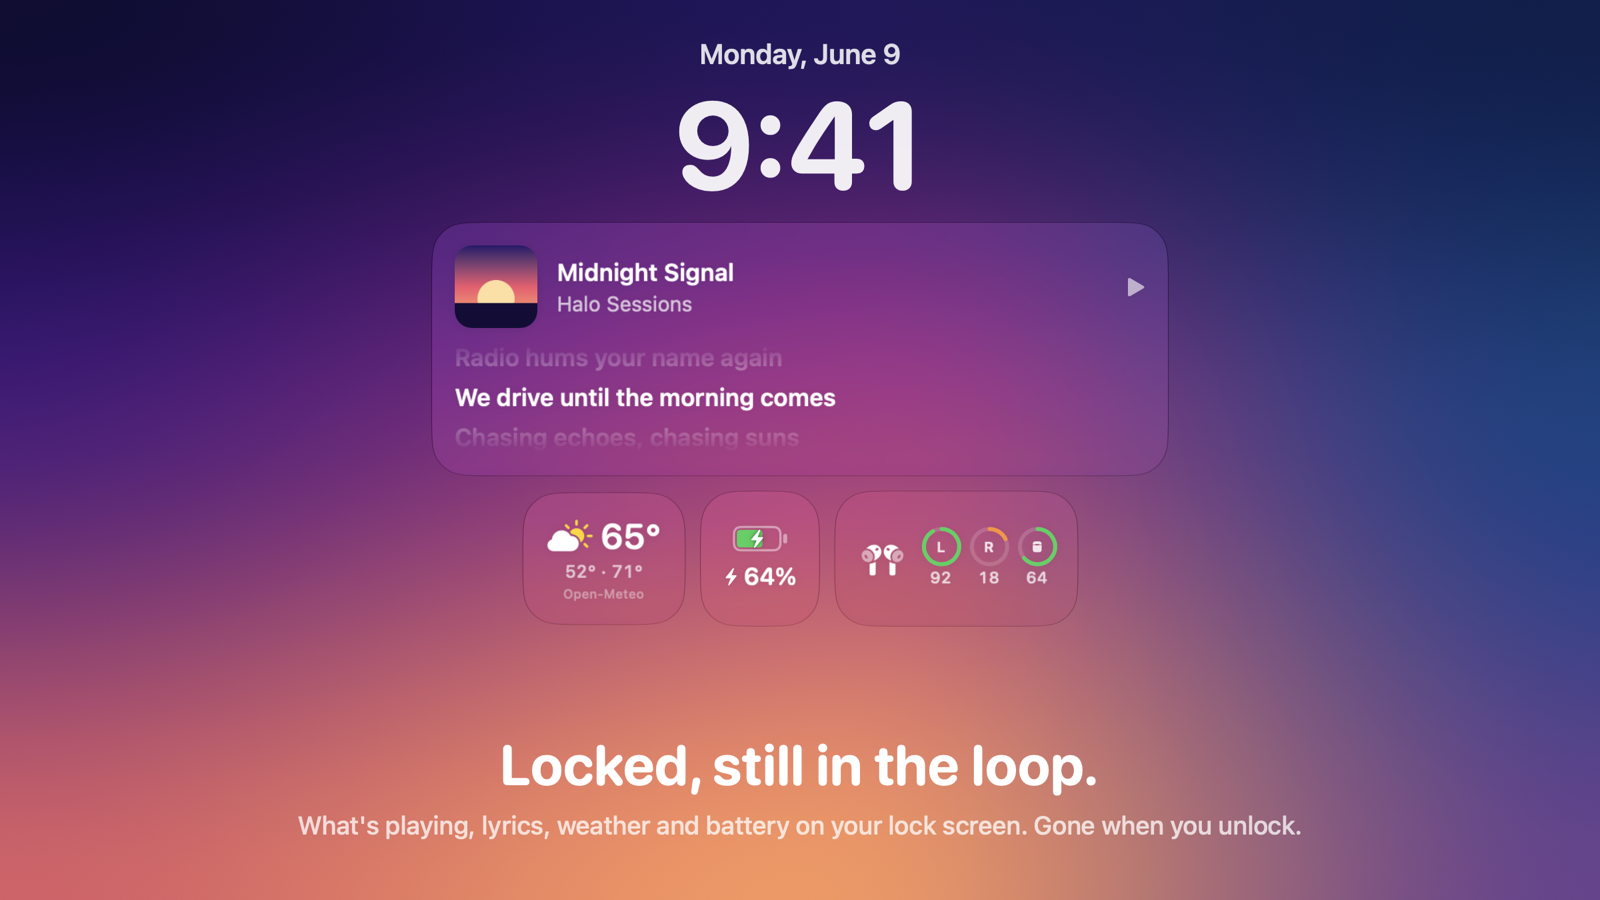 Monday, June 9
9:41
Midnight Signal
Halo Sessions
Radio hums your name again
We drive until the morning comes
Chasing echoes, chasing suns
65°
52° · 71°
Open-Meteo
64%
L R
92 18 64
Locked, still in the loop.
What's playing, lyrics, weather and battery on your lock screen. Gone when you unlock.